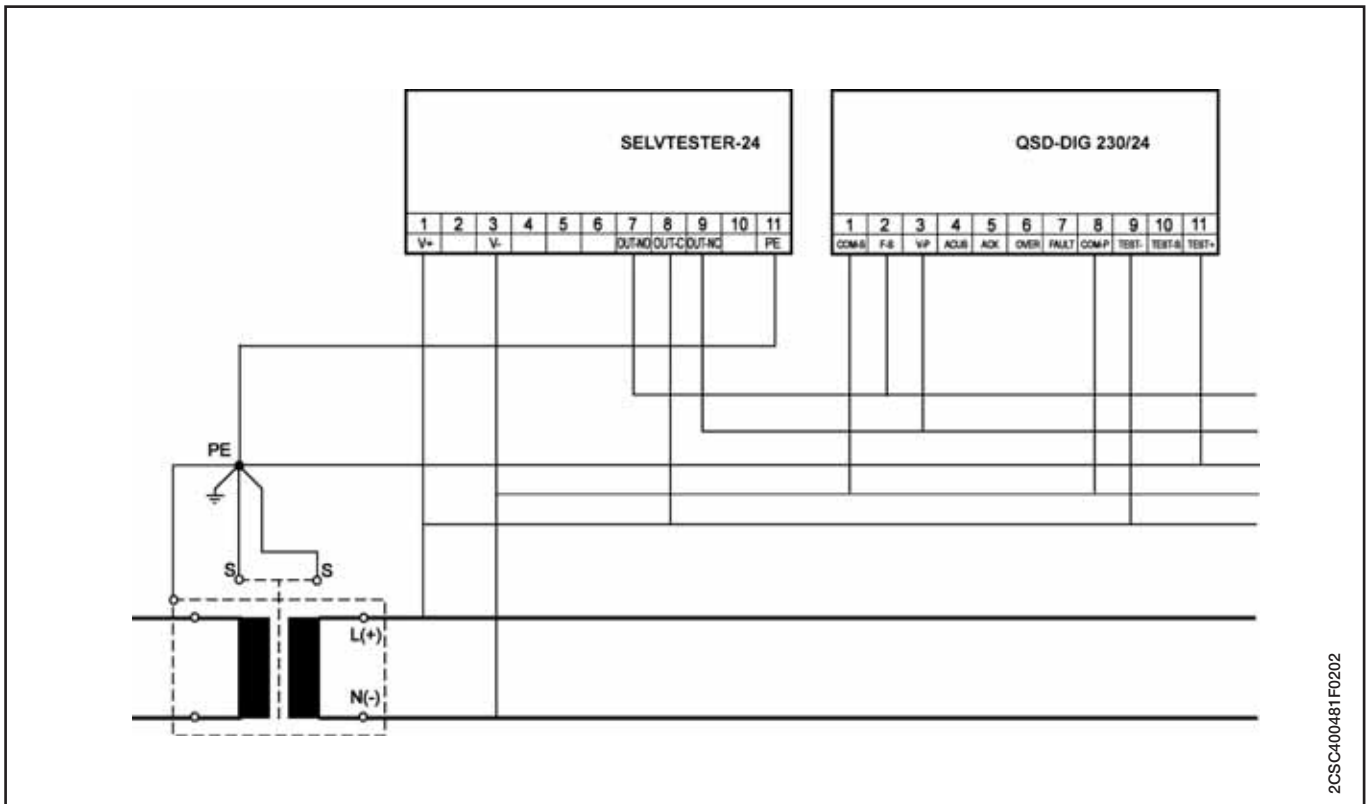 SELVTESTER-24
1 2 3 4 5 6 7 8 9 10 11
V+ V- OUT-NO OUT-C OUT-NC PE
QSD-DIG 230/24
1 2 3 4 5 6 7 8 9 10 11
COM-S F-S V-P ACUS ACK OVER FAULT COM-P TEST- TEST-S TEST+
PE
S S
L(+)
N(-)
2CSC400481F0202